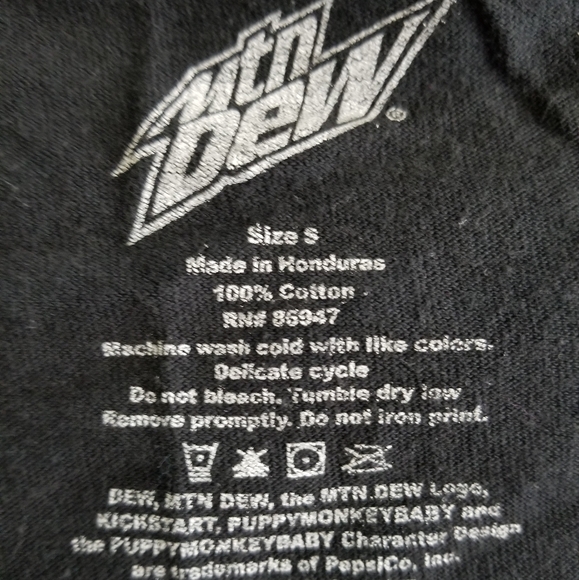 Mtn
Dew®
Size S
Made in Honduras
100% Cotton
RN# 86947
Machine wash cold with like colors.
Delicate cycle
Do not bleach. Tumble dry low
Remove promptly. Do not iron print.
DEW, MTN DEW, the MTN DEW Logo,
KICKSTART, PUPPYMONKEYBABY and
the PUPPYMONKEYBABY Character Design
are trademarks of PepsiCo, Inc.